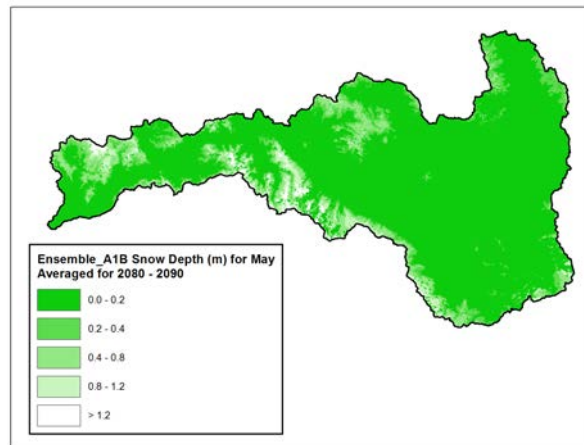 Ensemble_A1B Snow Depth (m) for May
Averaged for 2080 - 2090
0.0 - 0.2
0.2 - 0.4
0.4 - 0.8
0.8 - 1.2
> 1.2